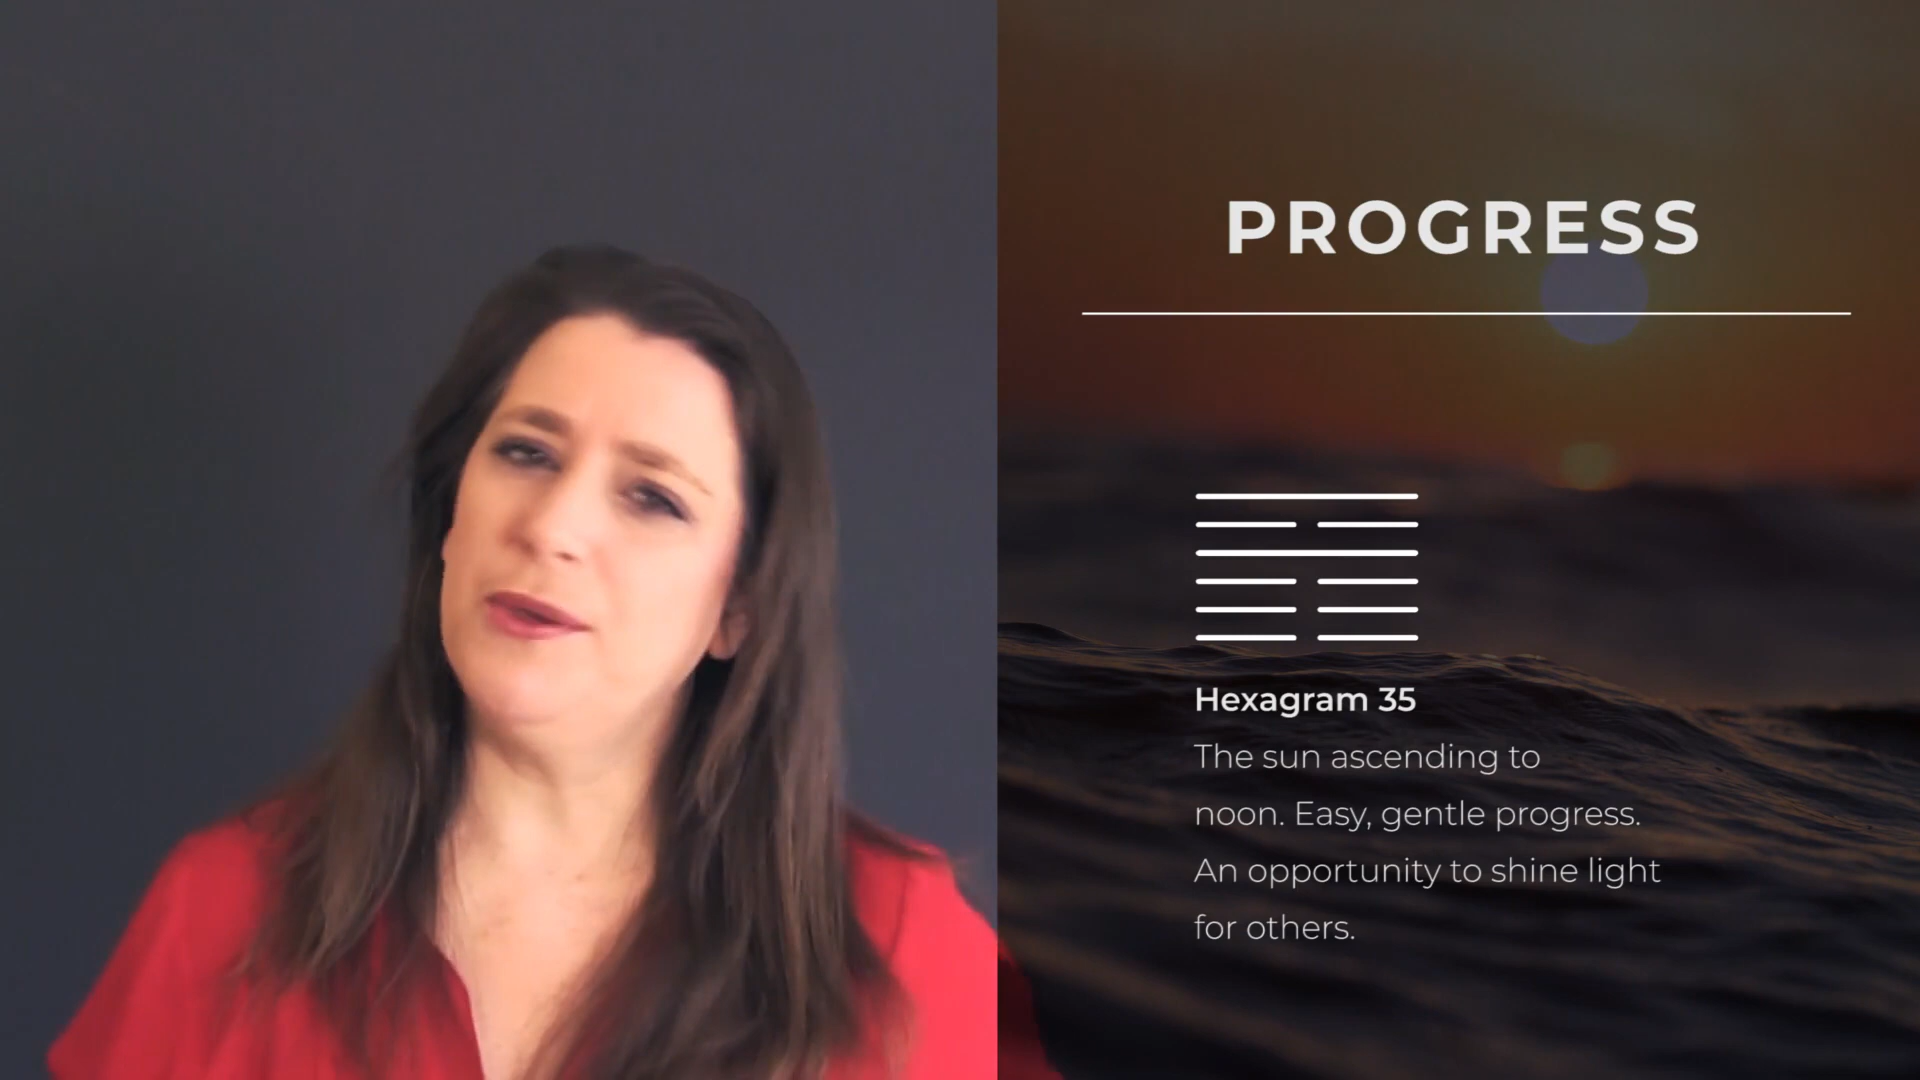 PROGRESS
Hexagram 35
The sun ascending to
noon. Easy, gentle progress.
An opportunity to shine light
for others.